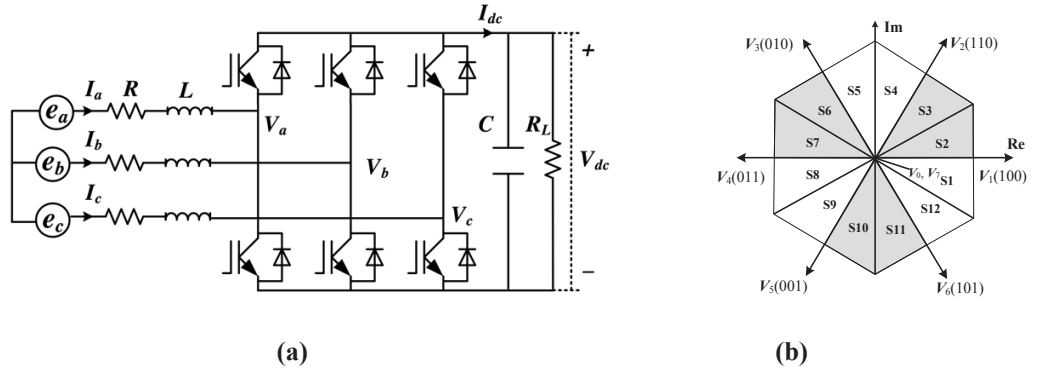 I_dc
+
I_a R L
e_a
V_a
I_b
e_b
V_b
C R_L
V_dc
I_c
e_c
V_c
−
(a)
Im
V_3(010) V_2(110)
S5 S4
S6 S3
S7 S2
Re
V_4(011) S8 V_0, V_7 S1 V_1(100)
S9 S12
S10 S11
V_5(001) V_6(101)
(b)